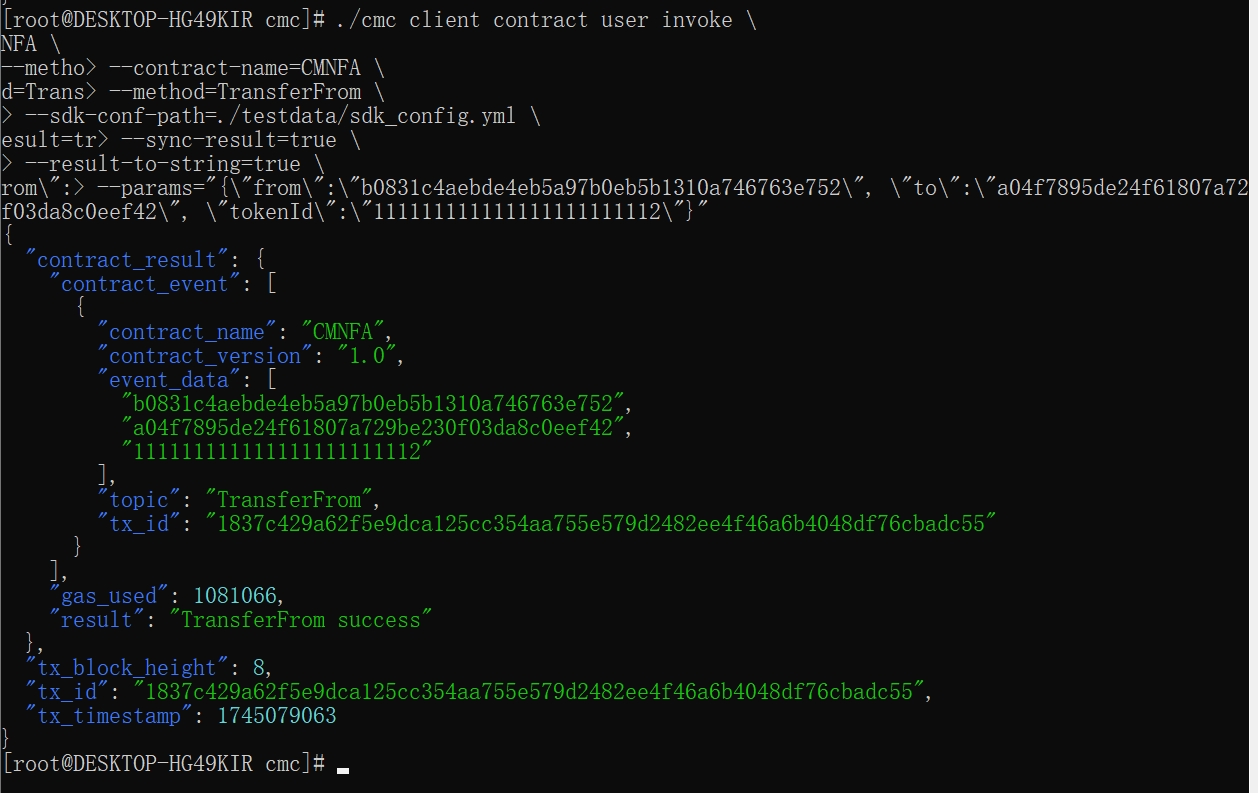 [root@DESKTOP-HG49KIR cmc]# ./cmc client contract user invoke \
NFA \
--metho> --contract-name=CMNFA \
d=Trans> --method=TransferFrom \
> --sdk-conf-path=./testdata/sdk_config.yml \
esult=tr> --sync-result=true \
> --result-to-string=true \
rom\":> --params="{\"from\":\"b0831c4aebde4eb5a97b0eb5b1310a746763e752\", \"to\":\"a04f7895de24f61807a72
f03da8c0eef42\", \"tokenId\":\"111111111111111111111112\"}"
{
  "contract_result": {
    "contract_event": [
      {
        "contract_name": "CMNFA",
        "contract_version": "1.0",
        "event_data": [
          "b0831c4aebde4eb5a97b0eb5b1310a746763e752",
          "a04f7895de24f61807a729be230f03da8c0eef42",
          "111111111111111111111112"
        ],
        "topic": "TransferFrom",
        "tx_id": "1837c429a62f5e9dca125cc354aa755e579d2482ee4f46a6b4048df76cbadc55"
      }
    ],
    "gas_used": 1081066,
    "result": "TransferFrom success"
  },
  "tx_block_height": 8,
  "tx_id": "1837c429a62f5e9dca125cc354aa755e579d2482ee4f46a6b4048df76cbadc55",
  "tx_timestamp": 1745079063
}
[root@DESKTOP-HG49KIR cmc]#